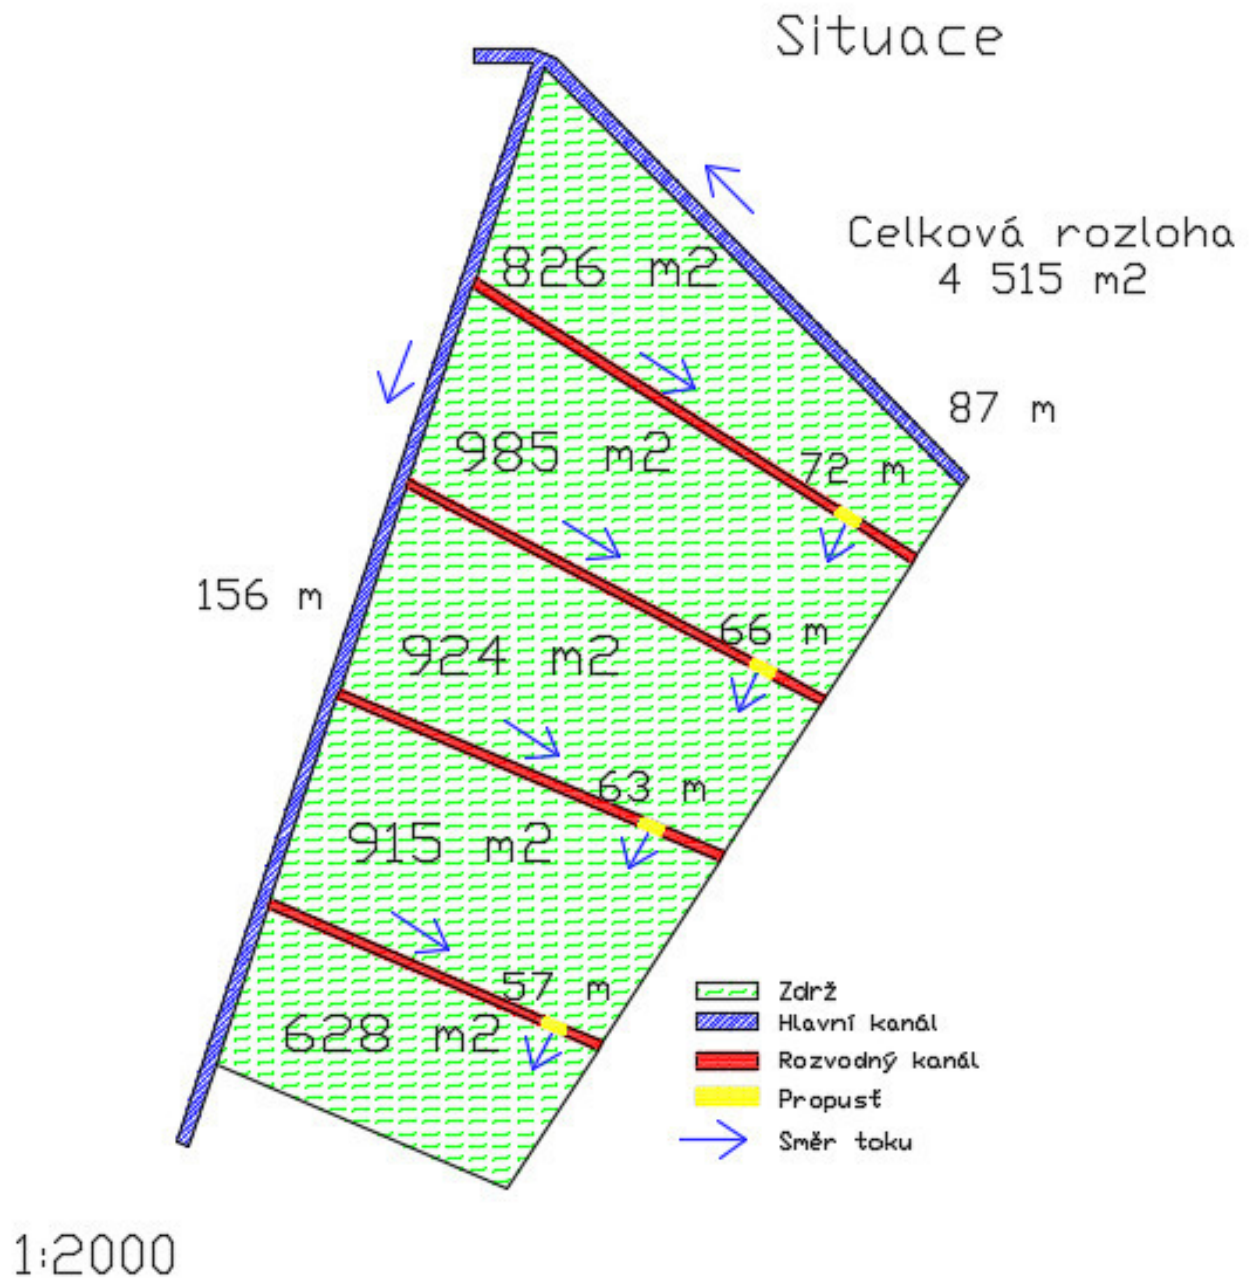 Situace
Celková rozloha
4 515 m2
826 m2
87 m
985 m2
72 m
156 m
66 m
924 m2
63 m
915 m2
57 m
628 m2
Zdrž
Hlavní kanál
Rozvodný kanál
Propusť
Směr toku
1:2000